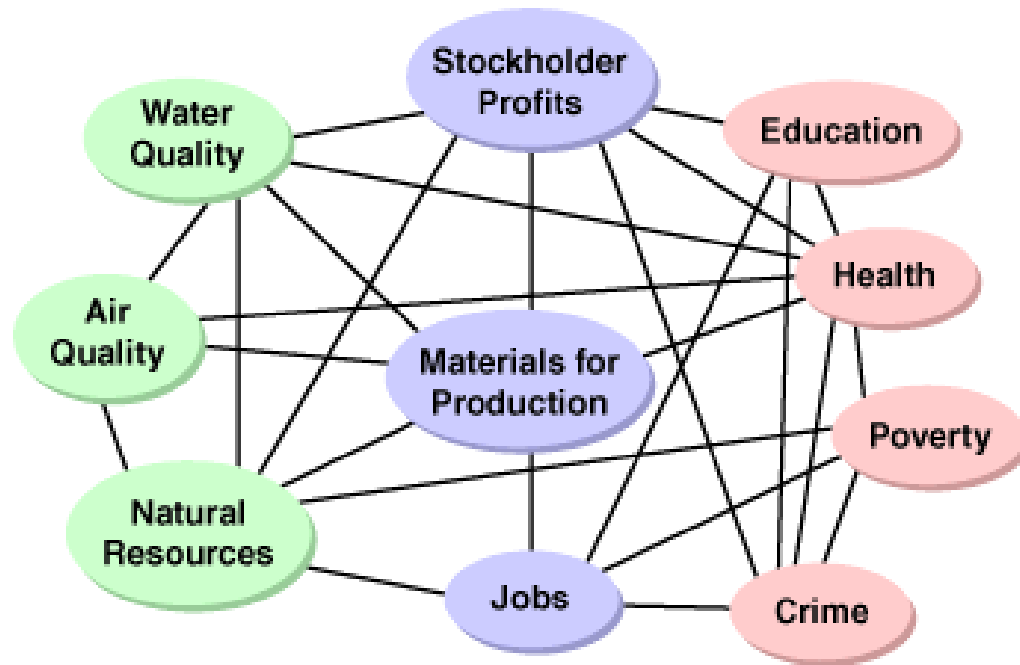 Stockholder
Profits
Water
Quality
Education
Health
Air
Quality
Materials for
Production
Poverty
Natural
Resources
Jobs
Crime